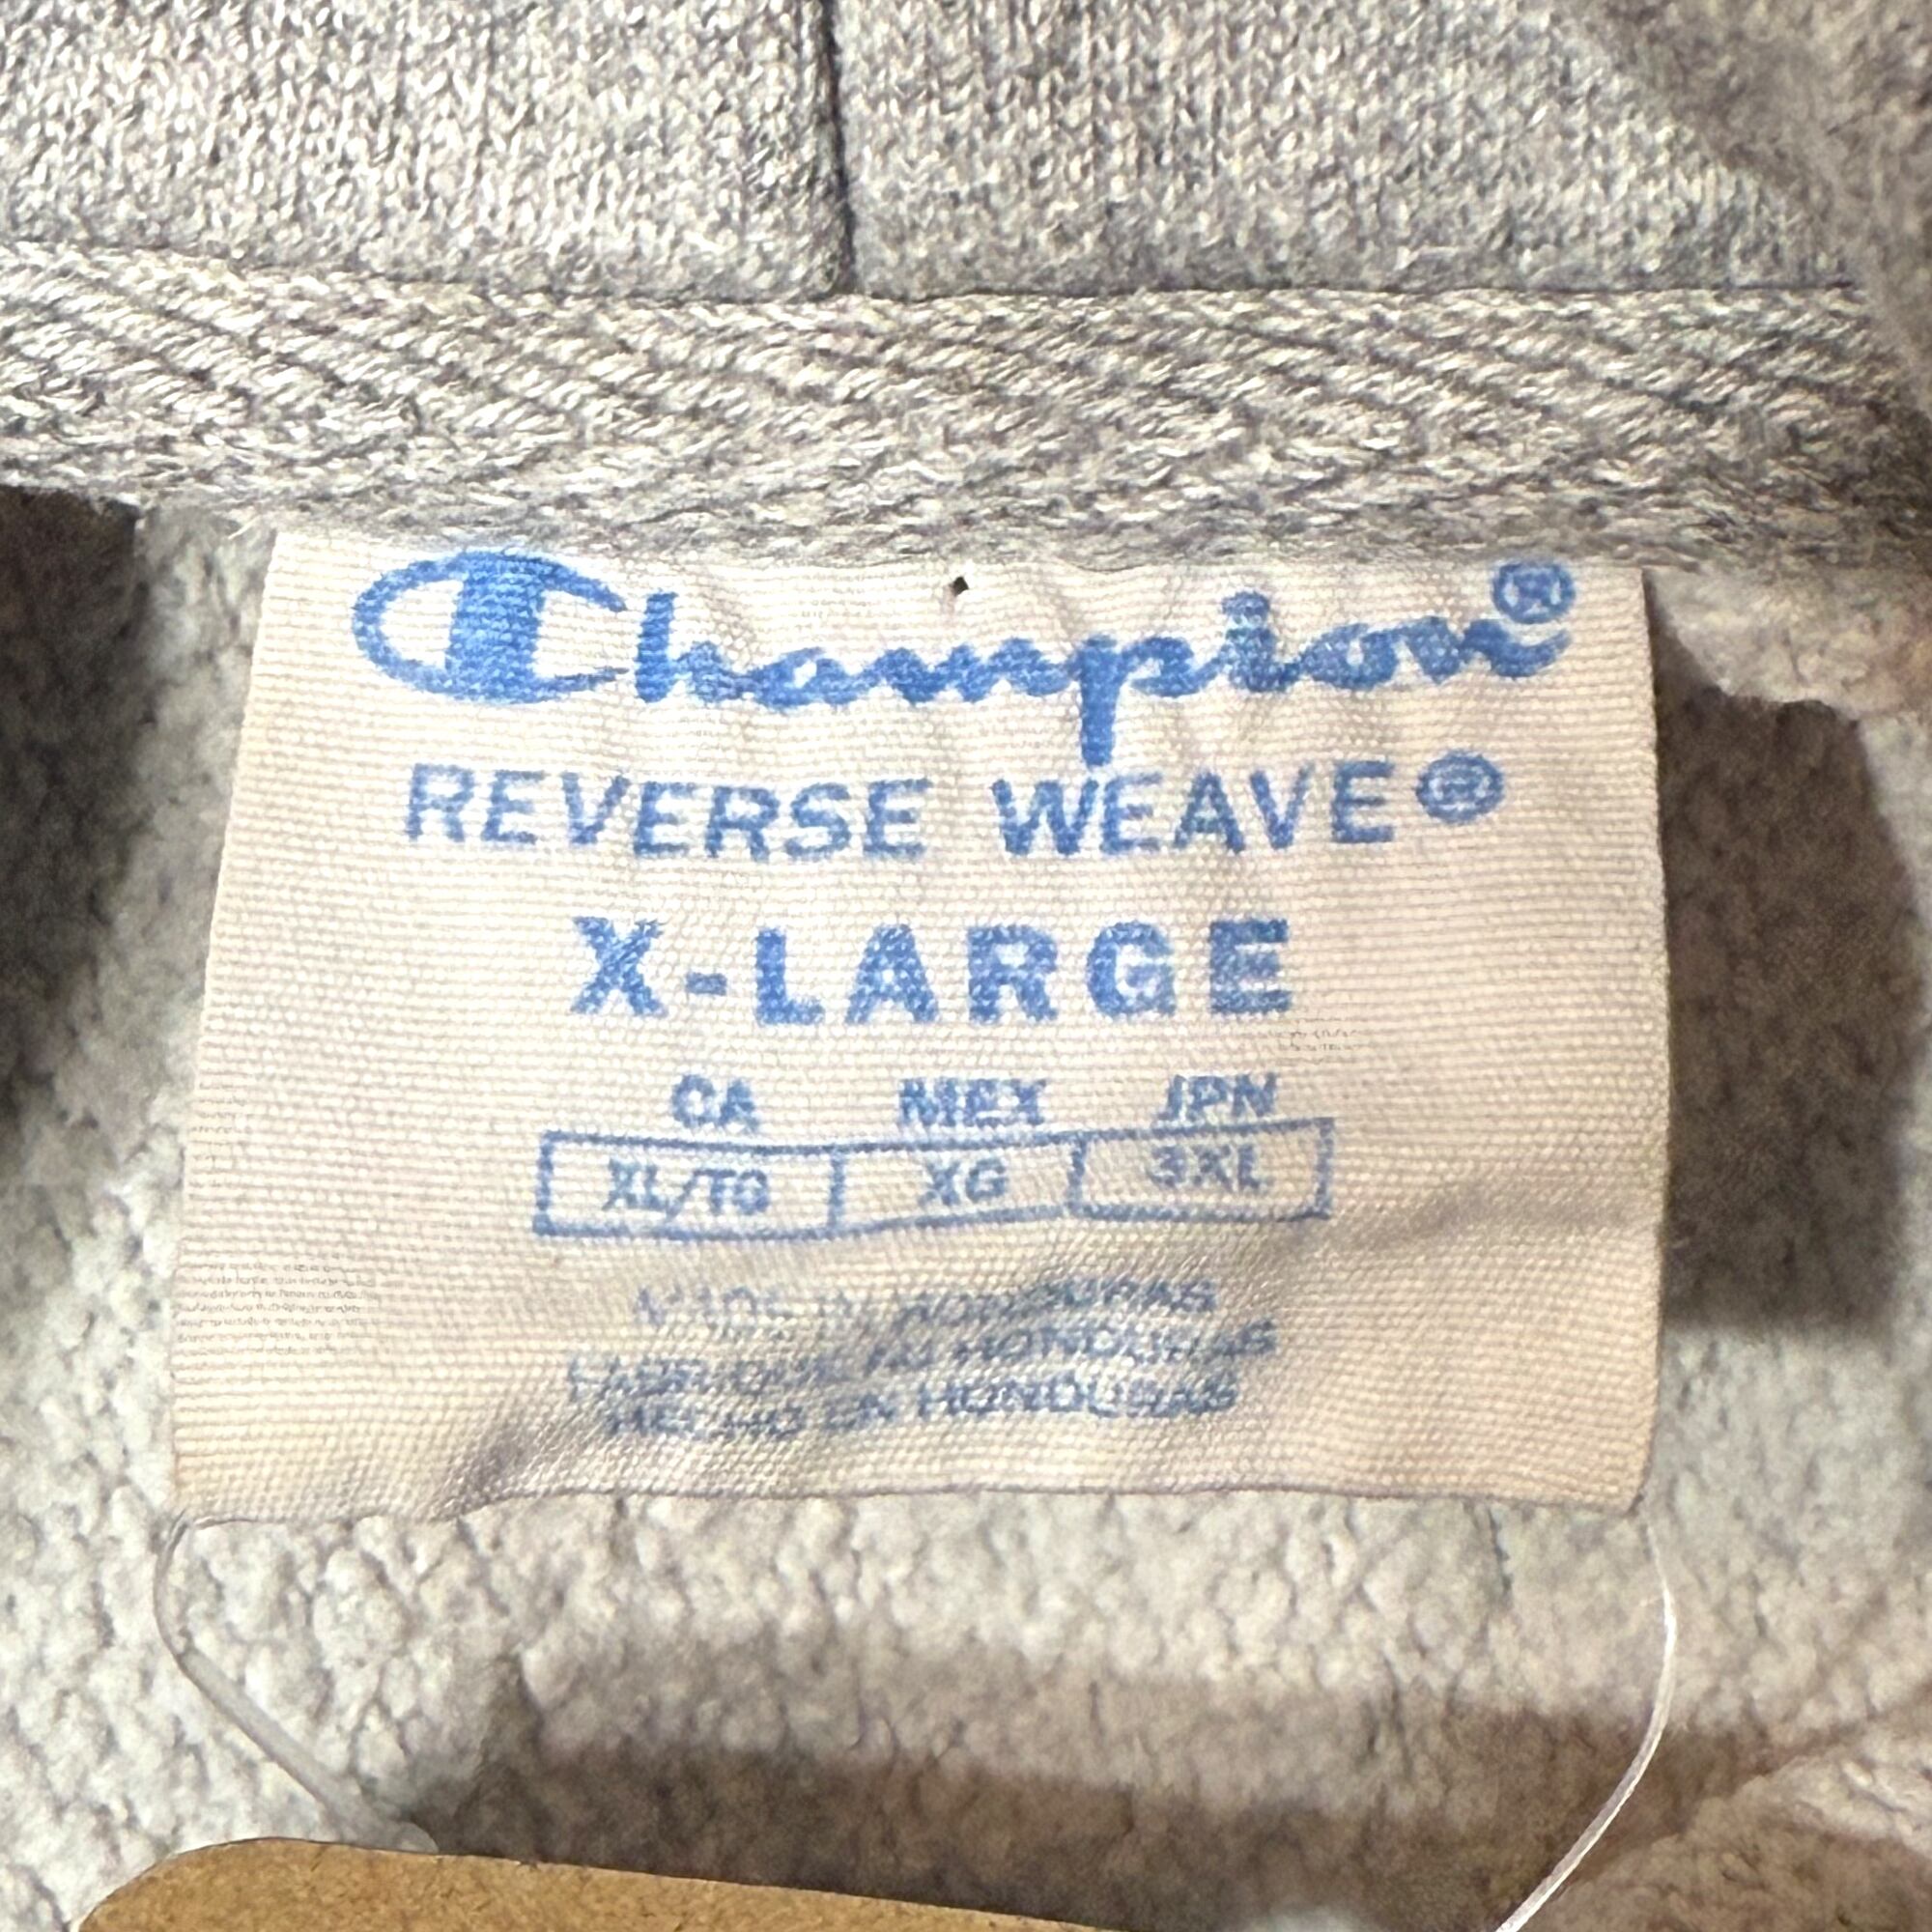 Champion®
REVERSE WEAVE®
X-LARGE
CA MEX JPN
XL/TG XG 3XL
MADE IN HONDURAS
FABRIQUÉ AU HONDURAS
HECHO EN HONDURAS